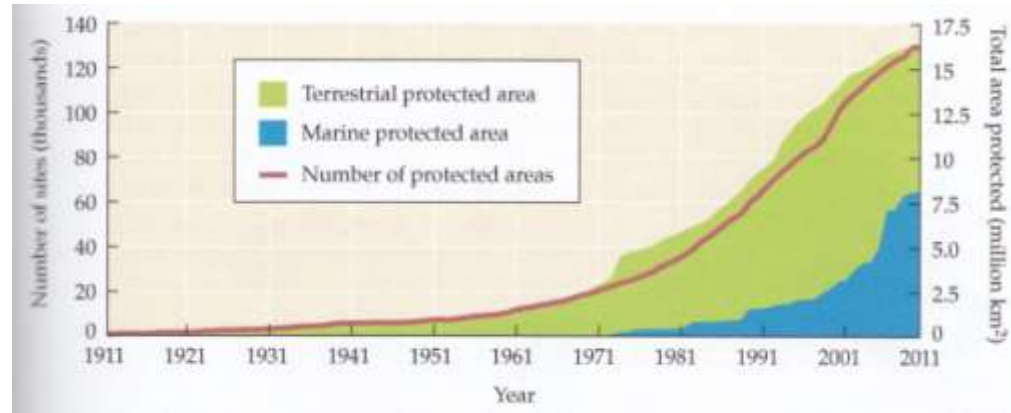 140
120
100
80
60
40
20
0
Number of sites (thousands)
Terrestrial protected area
Marine protected area
Number of protected areas
17.5
15
12.5
10
7.5
5.0
2.5
0
Total area protected (million km²)
1911 1921 1931 1941 1951 1961 1971 1981 1991 2001 2011
Year